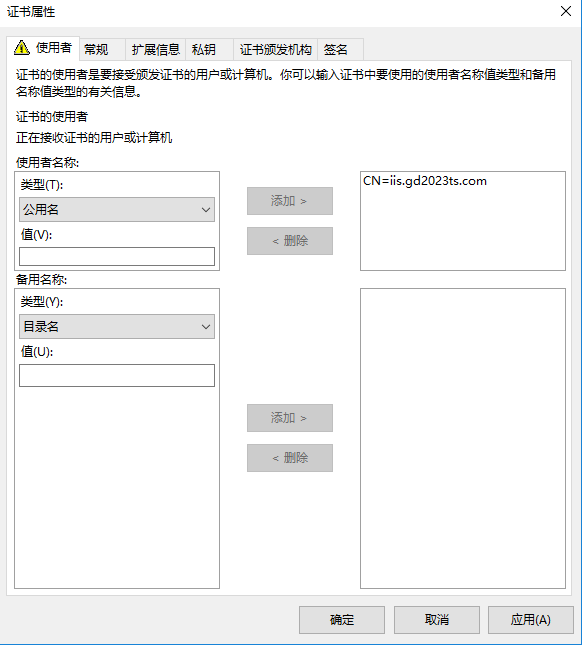 证书属性
使用者 常规 扩展信息 私钥 证书颁发机构 签名
证书的使用者是要接受颁发证书的用户或计算机。你可以输入证书中要使用的使用者名称值类型和备用
名称值类型的有关信息。
证书的使用者
正在接收证书的用户或计算机
使用者名称:
类型(T):
公用名
值(V):
添加 >
< 删除
CN=iis.gd2023ts.com
备用名称:
类型(Y):
目录名
值(U):
添加 >
< 删除
确定 取消 应用(A)